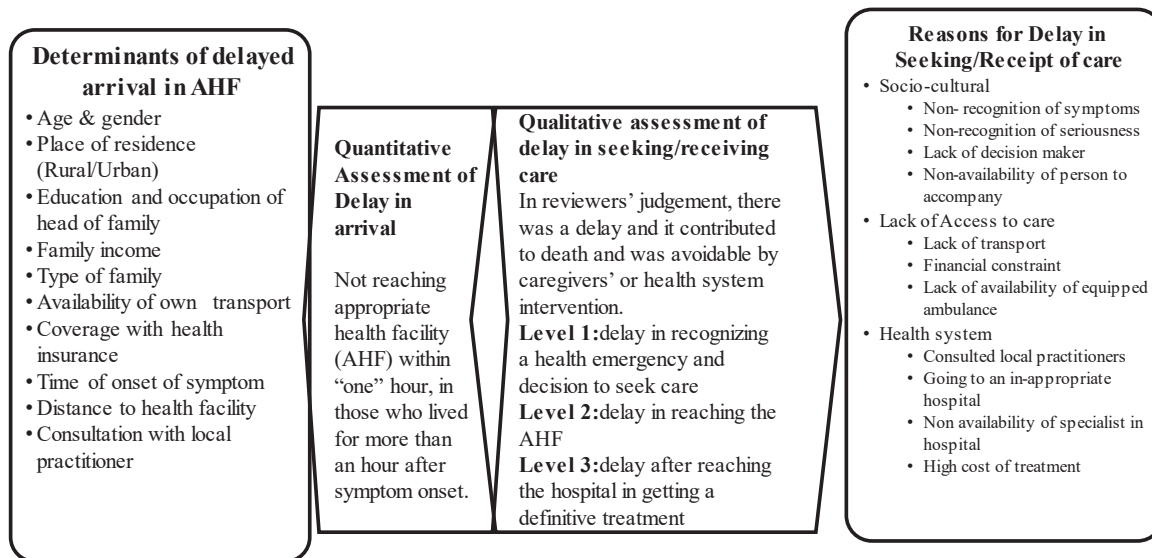 Determinants of delayed
arrival in AHF
• Age & gender
• Place of residence
(Rural/Urban)
• Education and occupation of
head of family
• Family income
• Type of family
• Availability of own transport
• Coverage with health
insurance
• Time of onset of symptom
• Distance to health facility
• Consultation with local
practitioner
Quantitative
Assessment of
Delay in
arrival
Not reaching
appropriate
health facility
(AHF) within
“one” hour, in
those who lived
for more than
an hour after
symptom onset.
Qualitative assessment of
delay in seeking/receiving
care
In reviewers’ judgement, there
was a delay and it contributed
to death and was avoidable by
caregivers’ or health system
intervention.
Level 1:delay in recognizing
a health emergency and
decision to seek care
Level 2:delay in reaching the
AHF
Level 3:delay after reaching
the hospital in getting a
definitive treatment
Reasons for Delay in
Seeking/Receipt of care
• Socio-cultural
• Non- recognition of symptoms
• Non-recognition of seriousness
• Lack of decision maker
• Non-availability of person to
accompany
• Lack of Access to care
• Lack of transport
• Financial constraint
• Lack of availability of equipped
ambulance
• Health system
• Consulted local practitioners
• Going to an in-appropriate
hospital
• Non availability of specialist in
hospital
• High cost of treatment